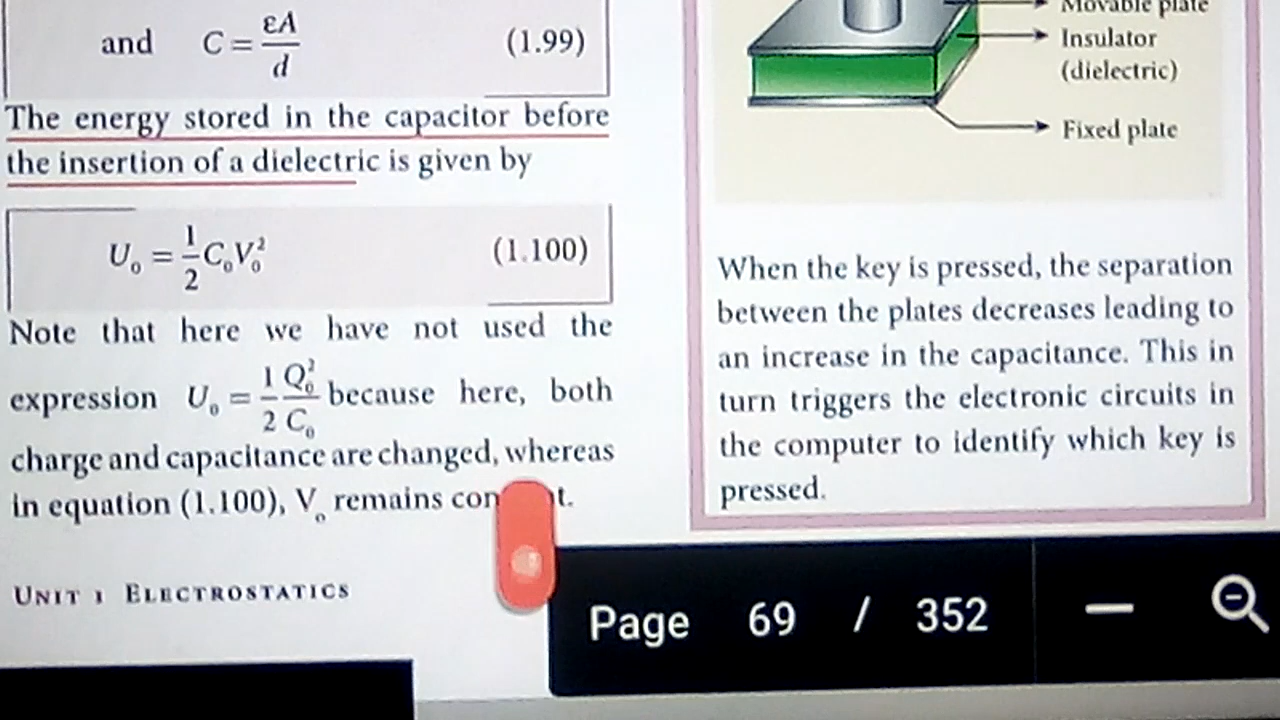 and C = εA/d (1.99)
The energy stored in the capacitor before
the insertion of a dielectric is given by
U₀ = 1/2 C₀V₀² (1.100)
Note that here we have not used the
expression U₀ = 1/2 Q₀²/C₀ because here, both
charge and capacitance are changed, whereas
in equation (1.100), V₀ remains
UNIT 1 ELECTROSTATICS
Movable plate
Insulator
(dielectric)
Fixed plate
When the key is pressed, the separation
between the plates decreases leading to
an increase in the capacitance. This in
turn triggers the electronic circuits in
the computer to identify which key is
pressed.
Page 69 / 352